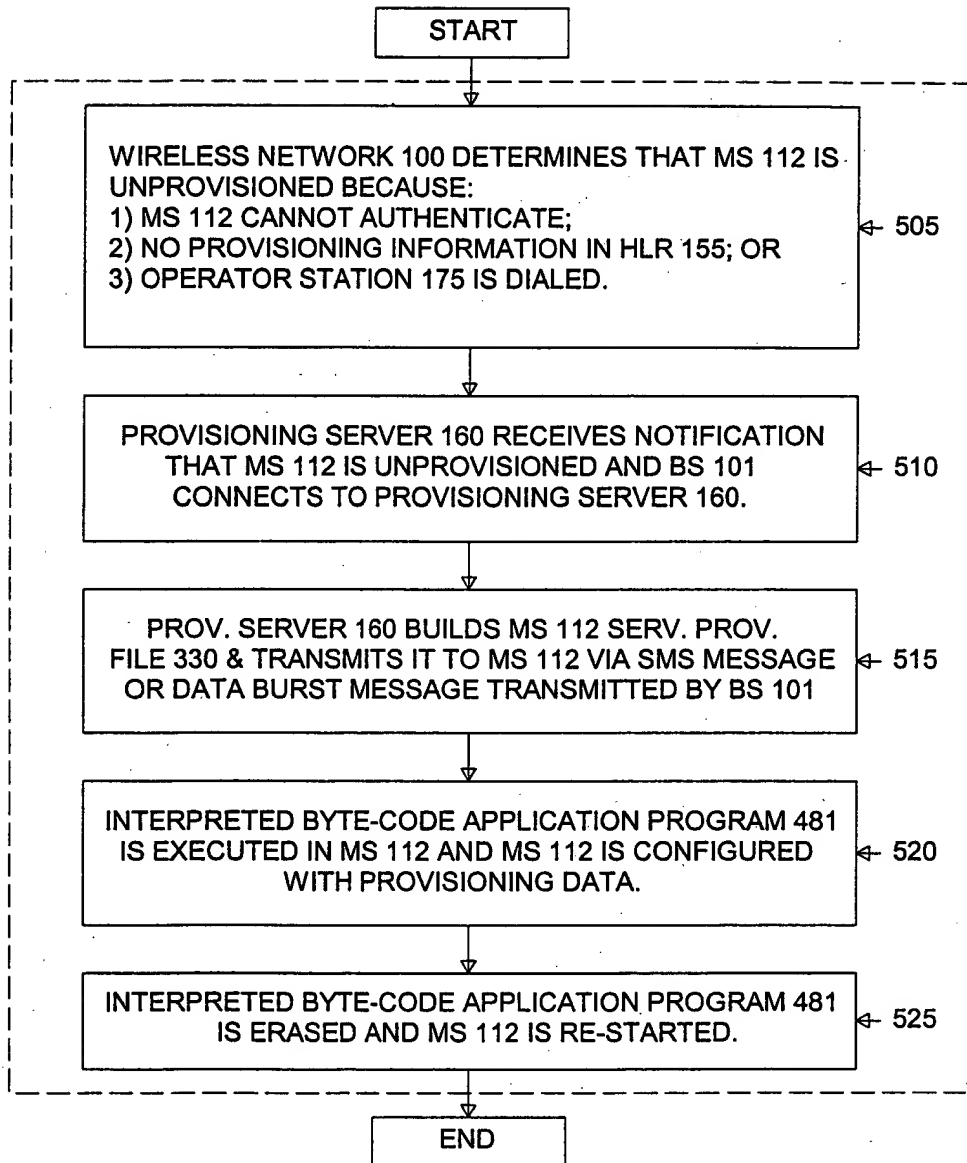 START
WIRELESS NETWORK 100 DETERMINES THAT MS 112 IS
UNPROVISIONED BECAUSE:
1) MS 112 CANNOT AUTHENTICATE;
2) NO PROVISIONING INFORMATION IN HLR 155; OR
3) OPERATOR STATION 175 IS DIALED.
505
PROVISIONING SERVER 160 RECEIVES NOTIFICATION
THAT MS 112 IS UNPROVISIONED AND BS 101
CONNECTS TO PROVISIONING SERVER 160.
510
PROV. SERVER 160 BUILDS MS 112 SERV. PROV.
FILE 330 & TRANSMITS IT TO MS 112 VIA SMS MESSAGE
OR DATA BURST MESSAGE TRANSMITTED BY BS 101
515
INTERPRETED BYTE-CODE APPLICATION PROGRAM 481
IS EXECUTED IN MS 112 AND MS 112 IS CONFIGURED
WITH PROVISIONING DATA.
520
INTERPRETED BYTE-CODE APPLICATION PROGRAM 481
IS ERASED AND MS 112 IS RE-STARTED.
525
END